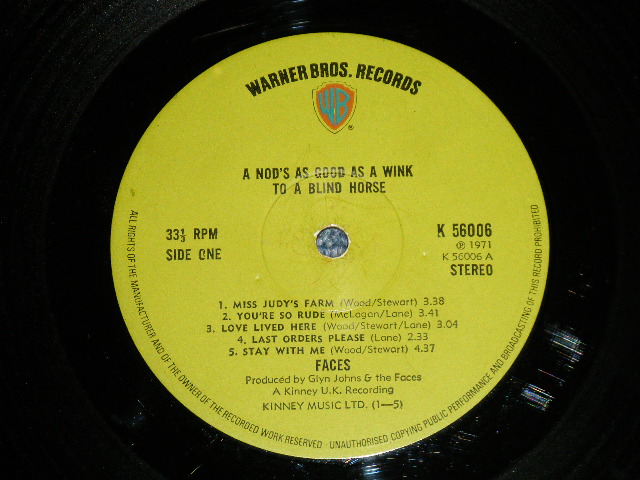 WARNER BROS. RECORDS
WB
®
A NOD'S AS GOOD AS A WINK
TO A BLIND HORSE
33⅓ RPM
SIDE ONE
K 56006
℗ 1971
K 56006 A
STEREO
1. MISS JUDY'S FARM (Wood/Stewart) 3.38
2. YOU'RE SO RUDE (McLagan/Lane) 3.41
3. LOVE LIVED HERE (Wood/Stewart/Lane) 3.04
4. LAST ORDERS PLEASE (Lane) 2.33
5. STAY WITH ME (Wood/Stewart) 4.37
FACES
Produced by Glyn Johns & the Faces
A Kinney U.K. Recording
KINNEY MUSIC LTD. (1—5)
ALL RIGHTS OF THE MANUFACTURER AND OF THE OWNER OF THE RECORDED WORK RESERVED · UNAUTHORISED COPYING PUBLIC PERFORMANCE AND BROADCASTING OF THIS RECORD PROHIBITED